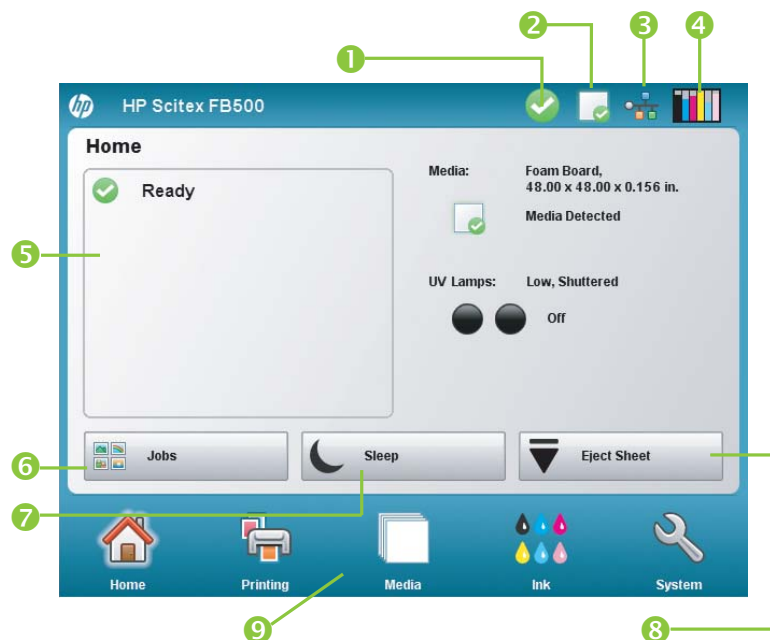 2
3
4
1
hp
HP Scitex FB500
Home
Ready
Media:
Foam Board,
48.00 x 48.00 x 0.156 in.
Media Detected
5
UV Lamps:
Low, Shuttered
Off
Jobs
Sleep
Eject Sheet
6
7
Home
Printing
Media
Ink
System
9
8